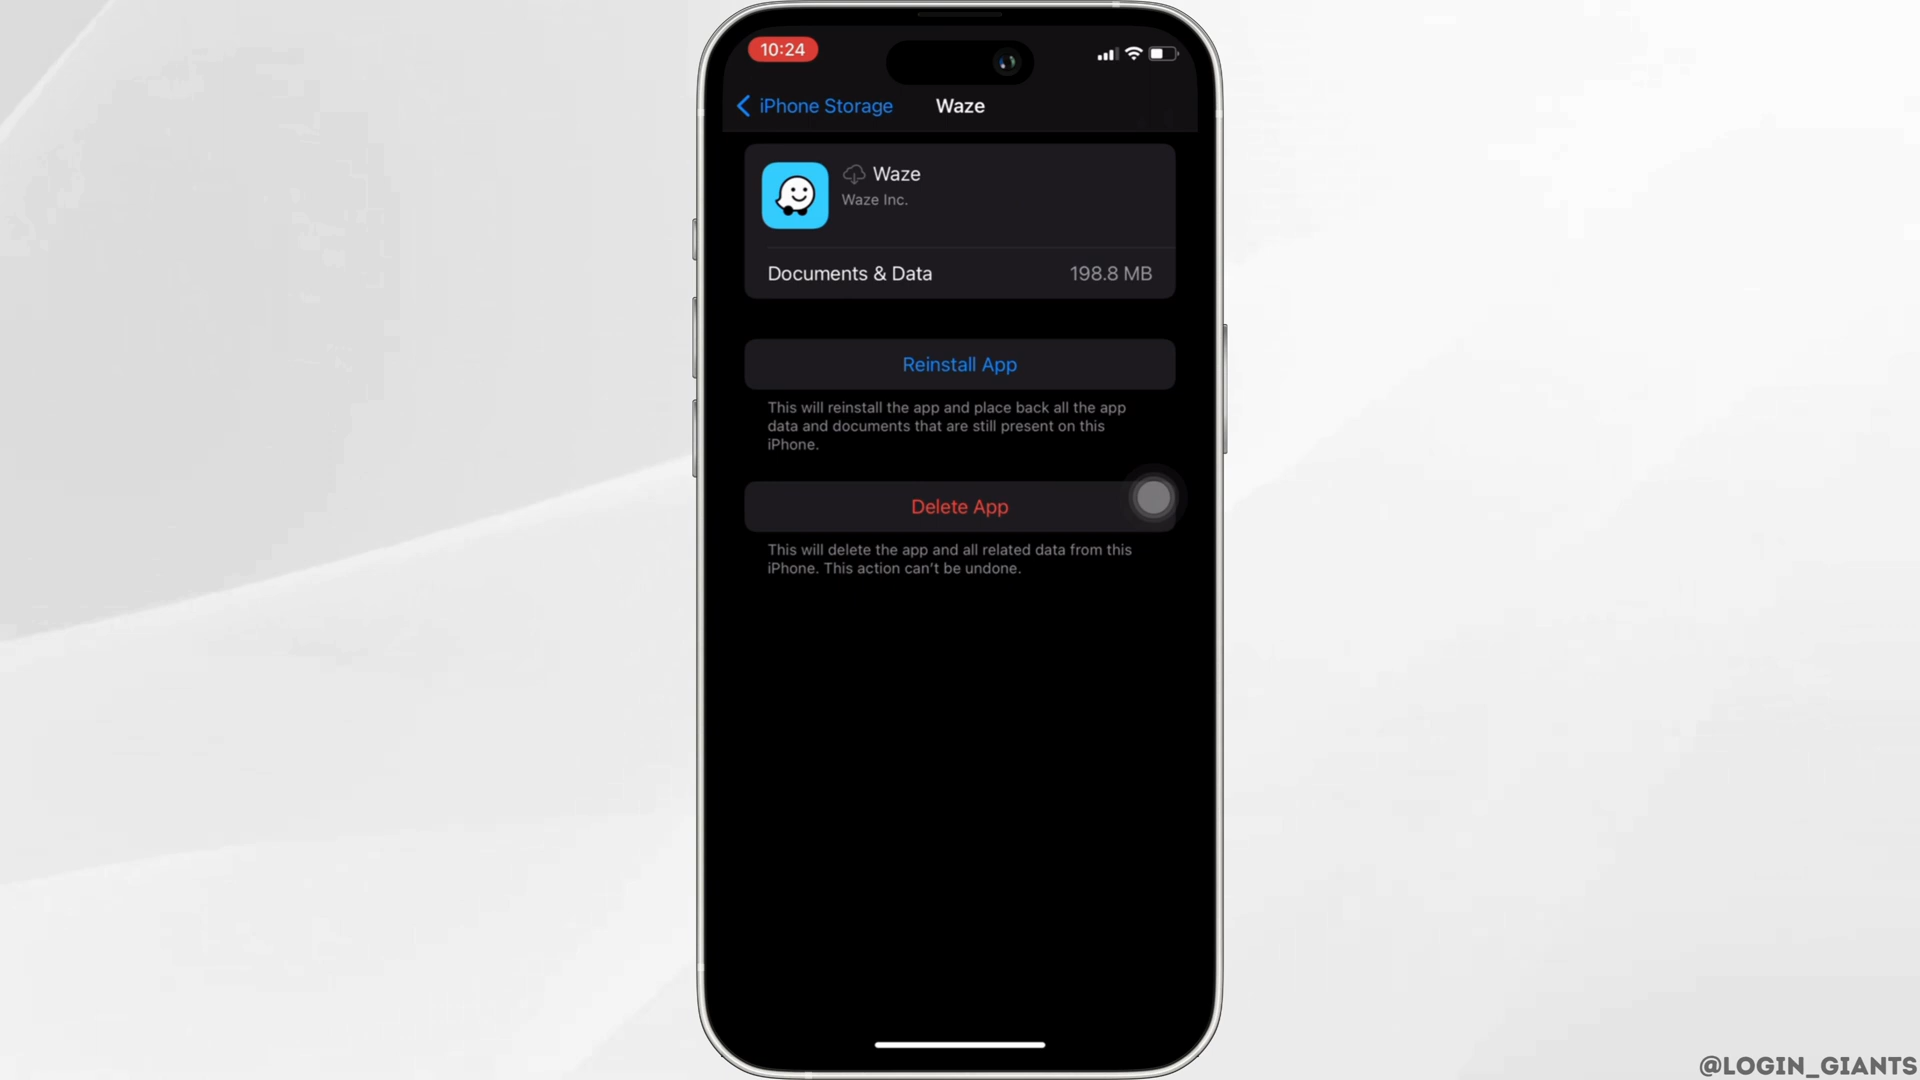 10:24
iPhone Storage
Waze
Waze
Waze Inc.
Documents & Data 198.8 MB
Reinstall App
This will reinstall the app and place back all the app
data and documents that are still present on this
iPhone.
Delete App
This will delete the app and all related data from this
iPhone. This action can't be undone.
@LOGIN_GIANTS